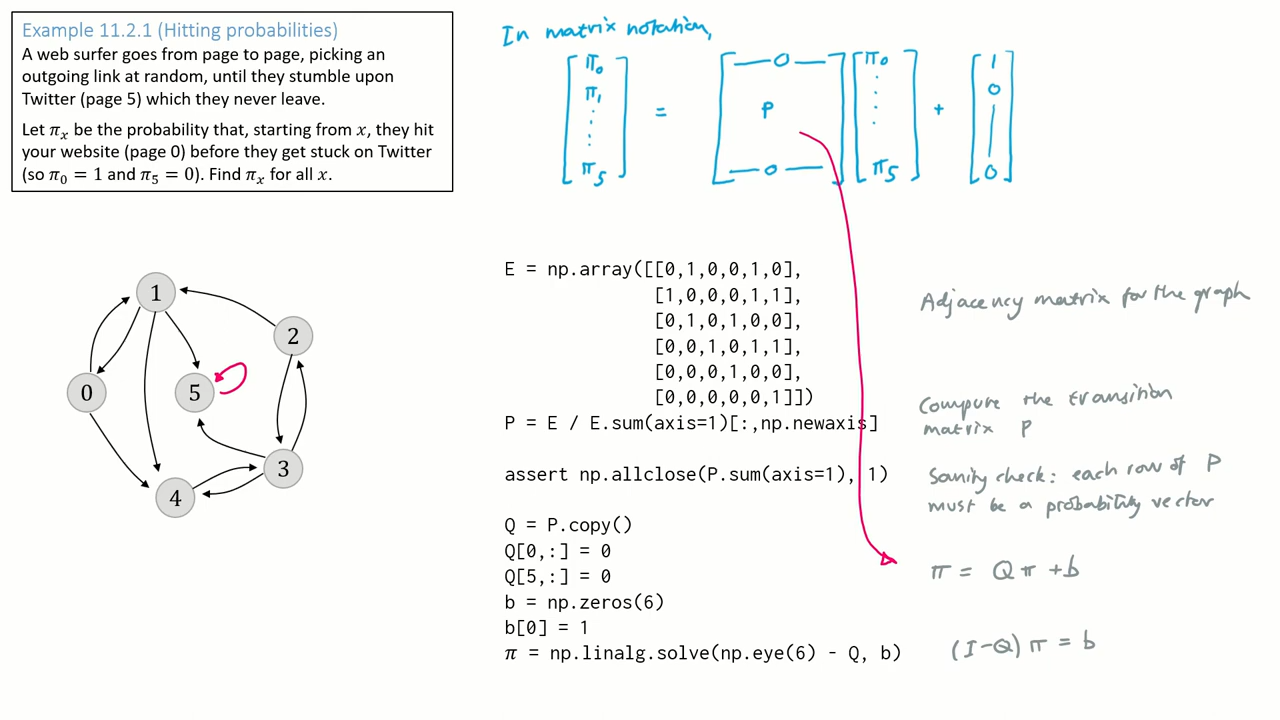 Example 11.2.1 (Hitting probabilities)
A web surfer goes from page to page, picking an
outgoing link at random, until they stumble upon
Twitter (page 5) which they never leave.
Let πₓ be the probability that, starting from x, they hit
your website (page 0) before they get stuck on Twitter
(so π₀ = 1 and π₅ = 0). Find πₓ for all x.
In matrix notation,
[π₀ π₁ ⋮ π₅] = [—0— P —0—] [π₀ ⋮ π₅] + [1 0 | 0]
1
2
0
5
3
4
E = np.array([[0,1,0,0,1,0],
[1,0,0,0,1,1],
[0,1,0,1,0,0],
[0,0,1,0,1,1],
[0,0,0,1,0,0],
[0,0,0,0,0,1]])
Adjacency matrix for the graph
P = E / E.sum(axis=1)[:,np.newaxis]
Compute the transition
matrix P
assert np.allclose(P.sum(axis=1), 1)
Sanity check: each row of P
must be a probability vector
Q = P.copy()
Q[0,:] = 0
Q[5,:] = 0
b = np.zeros(6)
b[0] = 1
π = np.linalg.solve(np.eye(6) - Q, b)
π = Qπ + b
(I-Q) π = b